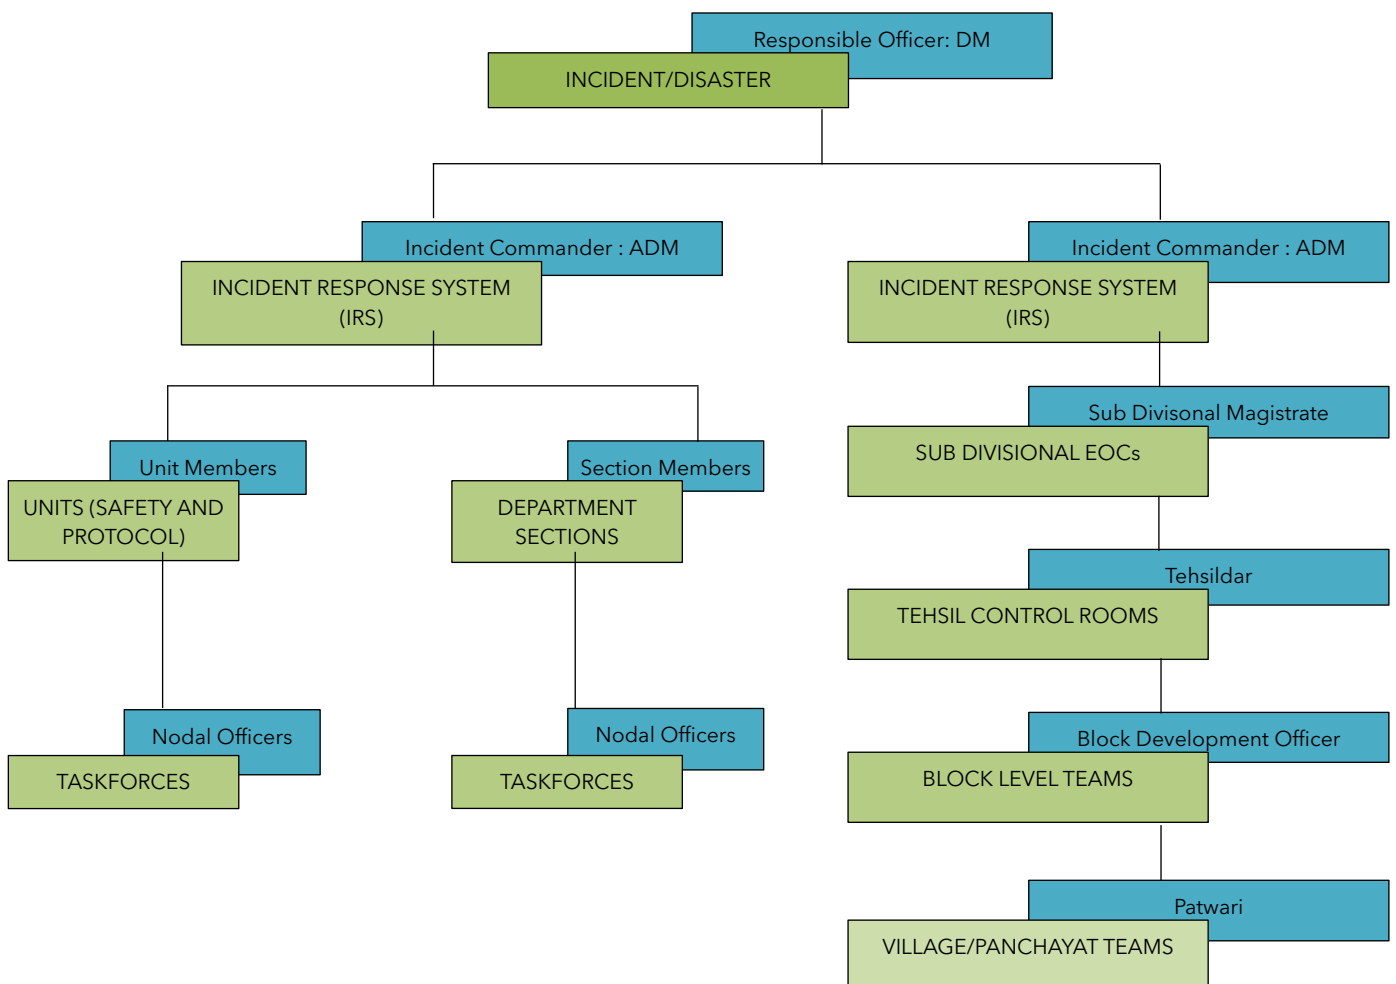 Responsible Officer: DM
INCIDENT/DISASTER
Incident Commander : ADM
INCIDENT RESPONSE SYSTEM
(IRS)
Incident Commander : ADM
INCIDENT RESPONSE SYSTEM
(IRS)
Unit Members
UNITS (SAFETY AND
PROTOCOL)
Section Members
DEPARTMENT
SECTIONS
Sub Divisonal Magistrate
SUB DIVISIONAL EOCs
Tehsildar
TEHSIL CONTROL ROOMS
Nodal Officers
TASKFORCES
Nodal Officers
TASKFORCES
Block Development Officer
BLOCK LEVEL TEAMS
Patwari
VILLAGE/PANCHAYAT TEAMS